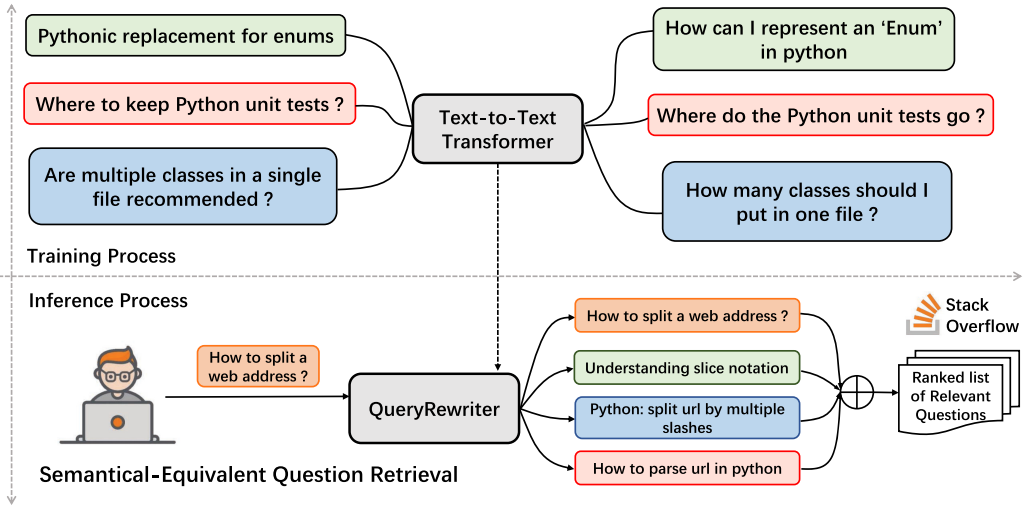 Pythonic replacement for enums
Where to keep Python unit tests ?
Are multiple classes in a single
file recommended ?
Text-to-Text
Transformer
How can I represent an ‘Enum’
in python
Where do the Python unit tests go ?
How many classes should I
put in one file ?
Training Process
Inference Process
How to split a
web address ?
QueryRewriter
How to split a web address ?
Understanding slice notation
Python: split url by multiple
slashes
How to parse url in python
Stack
Overflow
Ranked list
of Relevant
Questions
Semantical-Equivalent Question Retrieval